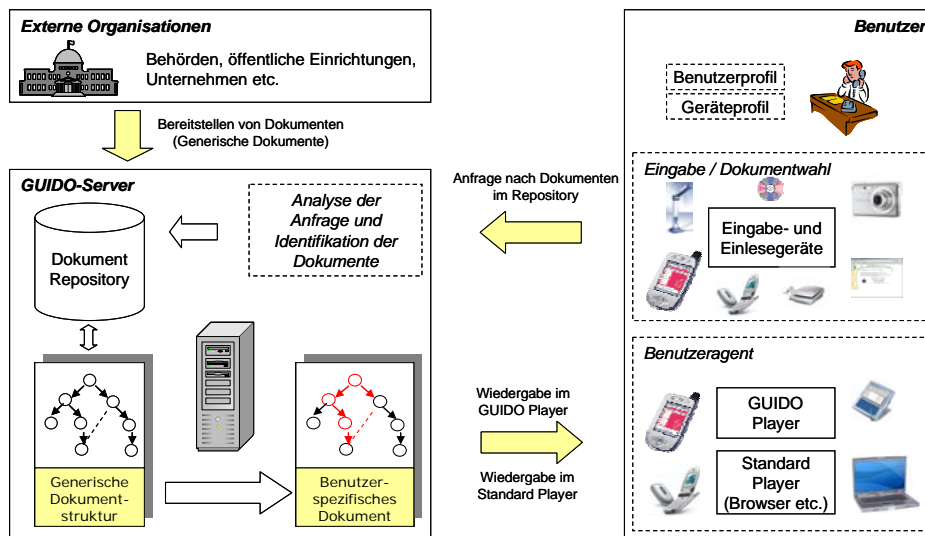 Externe Organisationen
Behörden, öffentliche Einrichtungen,
Unternehmen etc.
Bereitstellen von Dokumenten
(Generische Dokumente)
GUIDO-Server
Analyse der
Anfrage und
Identifikation der
Dokumente
Dokument
Repository
Generische
Dokument-
struktur
Benutzer-
spezifisches
Dokument
Anfrage nach Dokumenten
im Repository
Wiedergabe im
GUIDO Player
Wiedergabe im
Standard Player
Benutzer
Benutzerprofil
Geräteprofil
Eingabe / Dokumentwahl
Eingabe- und
Einlesegeräte
Benutzeragent
GUIDO
Player
Standard
Player
(Browser etc.)